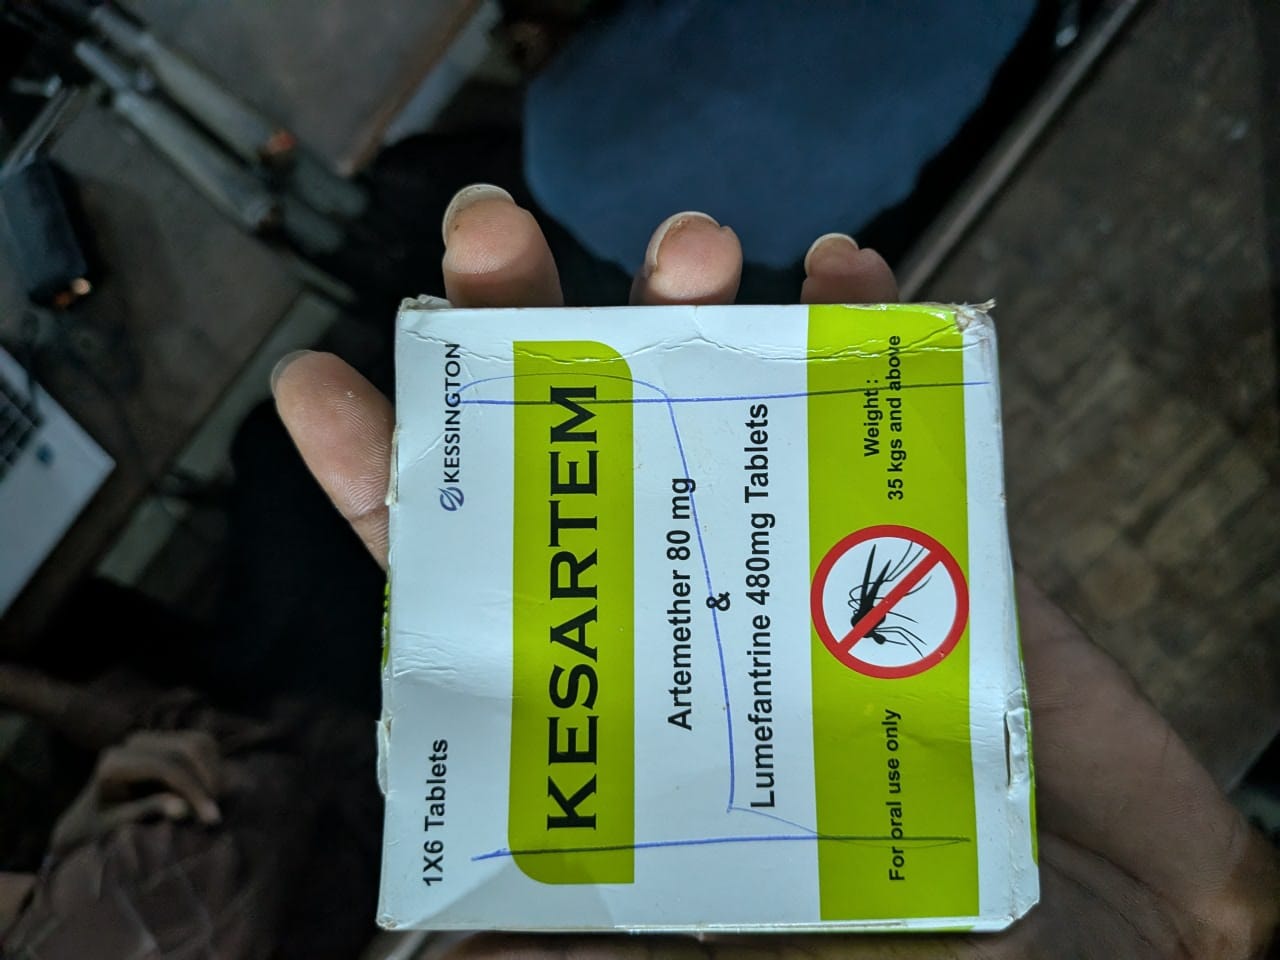 1X6 Tablets
KESSINGTON
KESARTEM
Artemether 80 mg
&
Lumefantrine 480mg Tablets
For oral use only
Weight :
35 kgs and above